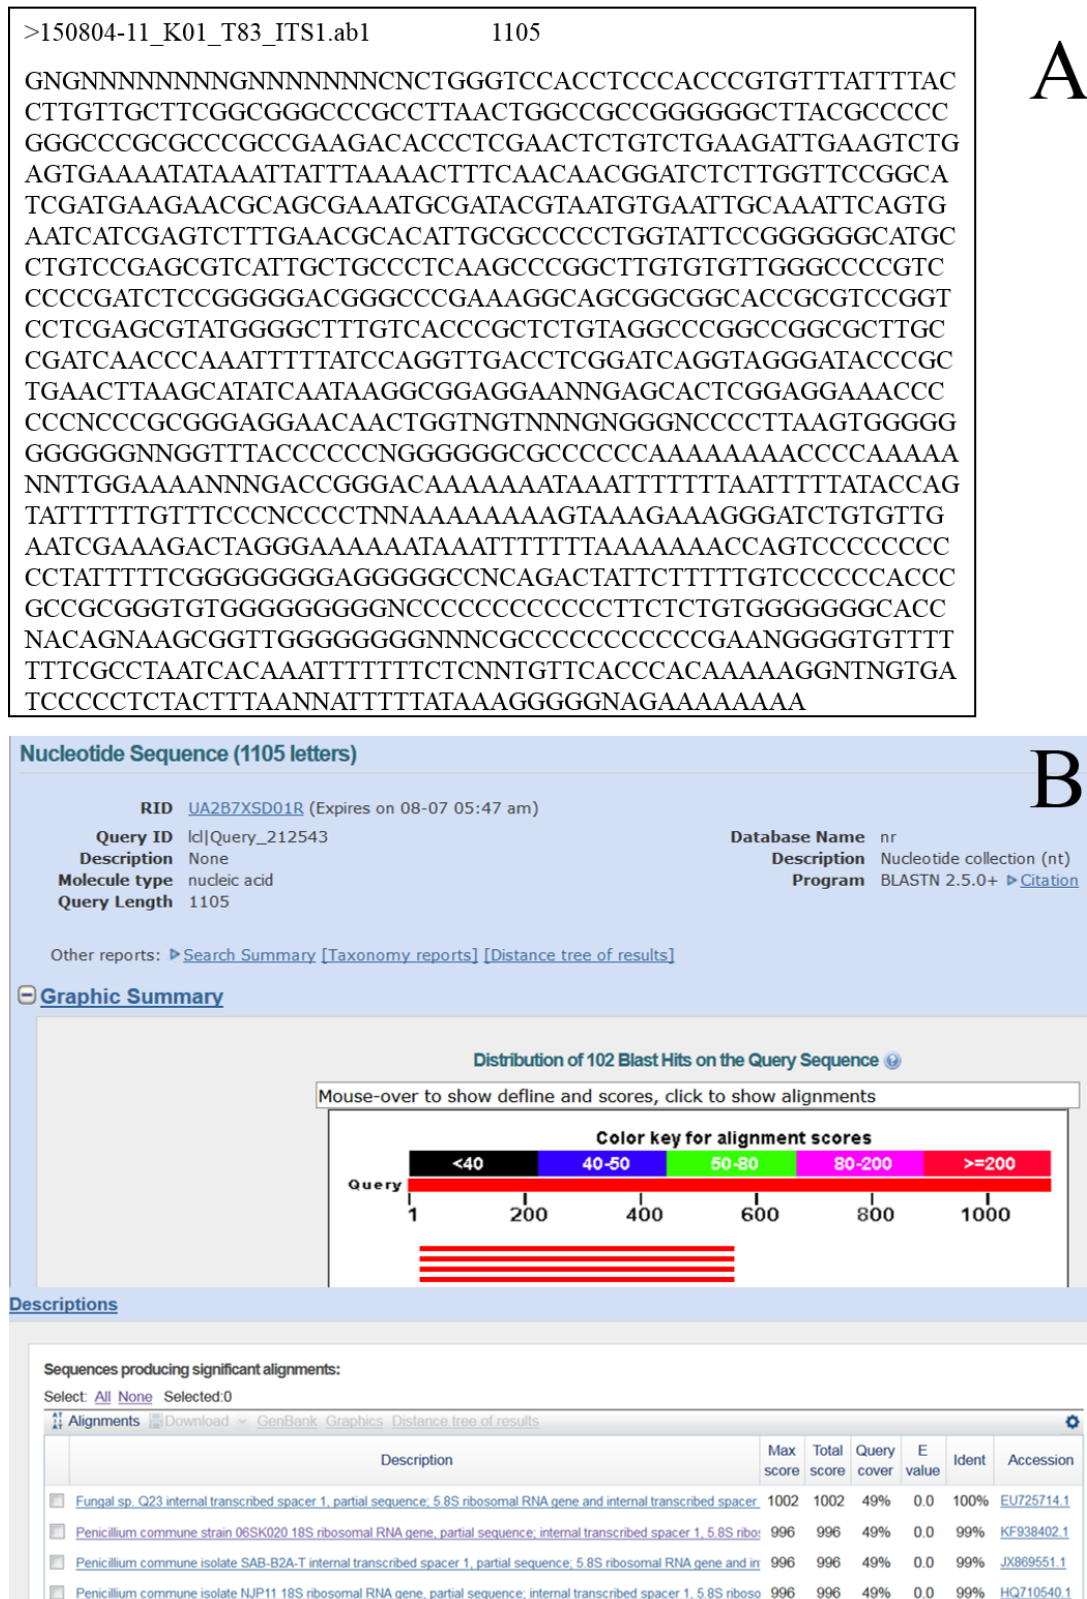 >150804-11_K01_T83_ITS1.ab1 1105
A
GNGNNNNNNNNGNNNNNNNCNCTGGGTCCACCTCCCACCCGTGTTTATTTTAC
CTTGTTGCTTCGGCGGGCCCGCCTTAACTGGCCGCCGGGGGGCTTACGCCCCC
GGGCCCGCGCCCGCCGAAGACACCCTCGAACTCTGTCTGAAGATTGAAGTCTG
AGTGAAAATATAAATTATTTAAAACTTTCAACAACGGATCTCTTGGTTCCGGCA
TCGATGAAGAACGCAGCGAAATGCGATACGTAATGTGAATTGCAAATTCAGTG
AATCATCGAGTCTTTGAACGCACATTGCGCCCCCTGGTATTCCGGGGGGCATGC
CTGTCCGAGCGTCATTGCTGCCCTCAAGCCCGGCTTGTGTGTTGGGCCCCGTC
CCCCGATCTCCGGGGGACGGGCCCGAAAGGCAGCGGCGGCACCGCGTCCGGT
CCTCGAGCGTATGGGGCTTTGTCACCCGCTCTGTAGGCCCGGCCGGCGCTTGC
CGATCAACCCAAATTTTTATCCAGGTTGACCTCGGATCAGGTAGGGATACCCGC
TGAACTTAAGCATATCAATAAGGCGGAGGAANNGAGCACTCGGAGGAAACCC
CCCNCCCGCGGGAGGAACAACTGGTNGTNNNGNGGGNCCCCTTAAGTGGGGG
GGGGGGNNGGTTTACCCCCCNGGGGGGCGCCCCCCAAAAAAAACCCCAAAAA
NNTTGGAAAANNNGACCGGGACAAAAAAATAAATTTTTTTAATTTTTATACCAG
TATTTTTTGTTTCCCNCCCCTNNAAAAAAAAGTAAAGAAAGGGATCTGTGTTG
AATCGAAAGACTAGGGAAAAAATAAATTTTTTTAAAAAAACCAGTCCCCCCCC
CCTATTTTTCGGGGGGGGAGGGGGCCNCAGACTATTCTTTTTGTCCCCCCACCC
GCCGCGGGTGTGGGGGGGGGNCCCCCCCCCCCCTTCTCTGTGGGGGGGCACC
NACAGNAAGCGGTTGGGGGGGGNNNCGCCCCCCCCCCCGAANGGGGTGTTTT
TTTCGCCTAATCACAAATTTTTTTCTCNNTGTTCACCCACAAAAAGGNTNGTGA
TCCCCCTCTACTTTAANNATTTTTATAAAGGGGGNAGAAAAAAAA
B
Nucleotide Sequence (1105 letters)
RID UA2B7XSD01R (Expires on 08-07 05:47 am)
Query ID lcl|Query_212543 Database Name nr
Description None Description Nucleotide collection (nt)
Molecule type nucleic acid Program BLASTN 2.5.0+ Citation
Query Length 1105
Other reports: Search Summary [Taxonomy reports] [Distance tree of results]
Graphic Summary
Distribution of 102 Blast Hits on the Query Sequence
Mouse-over to show defline and scores, click to show alignments
Color key for alignment scores
<40 40-50 50-80 80-200 >=200
Query
1 200 400 600 800 1000
Descriptions
Sequences producing significant alignments:
Select: All None Selected:0
Alignments Download GenBank Graphics Distance tree of results
Description Max score Total score Query cover E value Ident Accession
Fungal sp. Q23 internal transcribed spacer 1, partial sequence; 5.8S ribosomal RNA gene and internal transcribed spacer 1002 1002 49% 0.0 100% EU725714.1
Penicillium commune strain 06SK020 18S ribosomal RNA gene, partial sequence; internal transcribed spacer 1, 5.8S ribo 996 996 49% 0.0 99% KF938402.1
Penicillium commune isolate SAB-B2A-T internal transcribed spacer 1, partial sequence; 5.8S ribosomal RNA gene and in 996 996 49% 0.0 99% JX869551.1
Penicillium commune isolate NJP11 18S ribosomal RNA gene, partial sequence; internal transcribed spacer 1, 5.8S riboso 996 996 49% 0.0 99% HQ710540.1